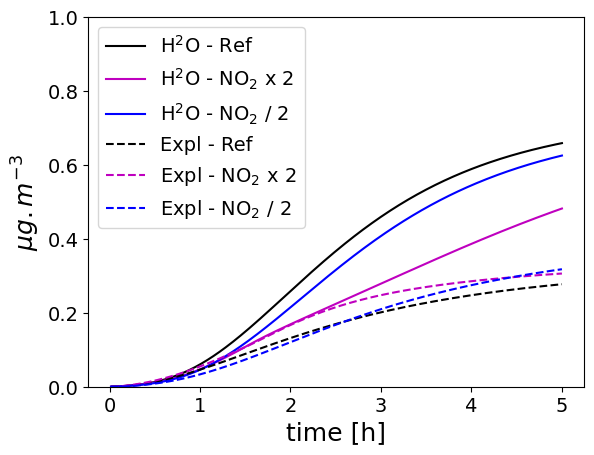 1.0
0.8
0.6
0.4
0.2
0.0
μg.m⁻³
H²O - Ref
H²O - NO₂ x 2
H²O - NO₂ / 2
Expl - Ref
Expl - NO₂ x 2
Expl - NO₂ / 2
0 1 2 3 4 5
time [h]